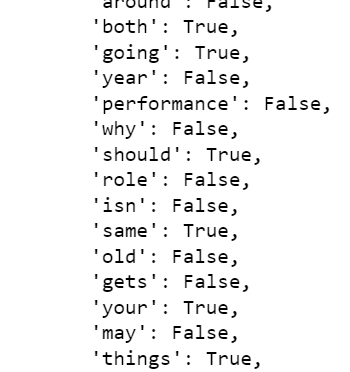 'around': False,
'both': True,
'going': True,
'year': False,
'performance': False,
'why': False,
'should': True,
'role': False,
'isn': False,
'same': True,
'old': False,
'gets': False,
'your': True,
'may': False,
'things': True,